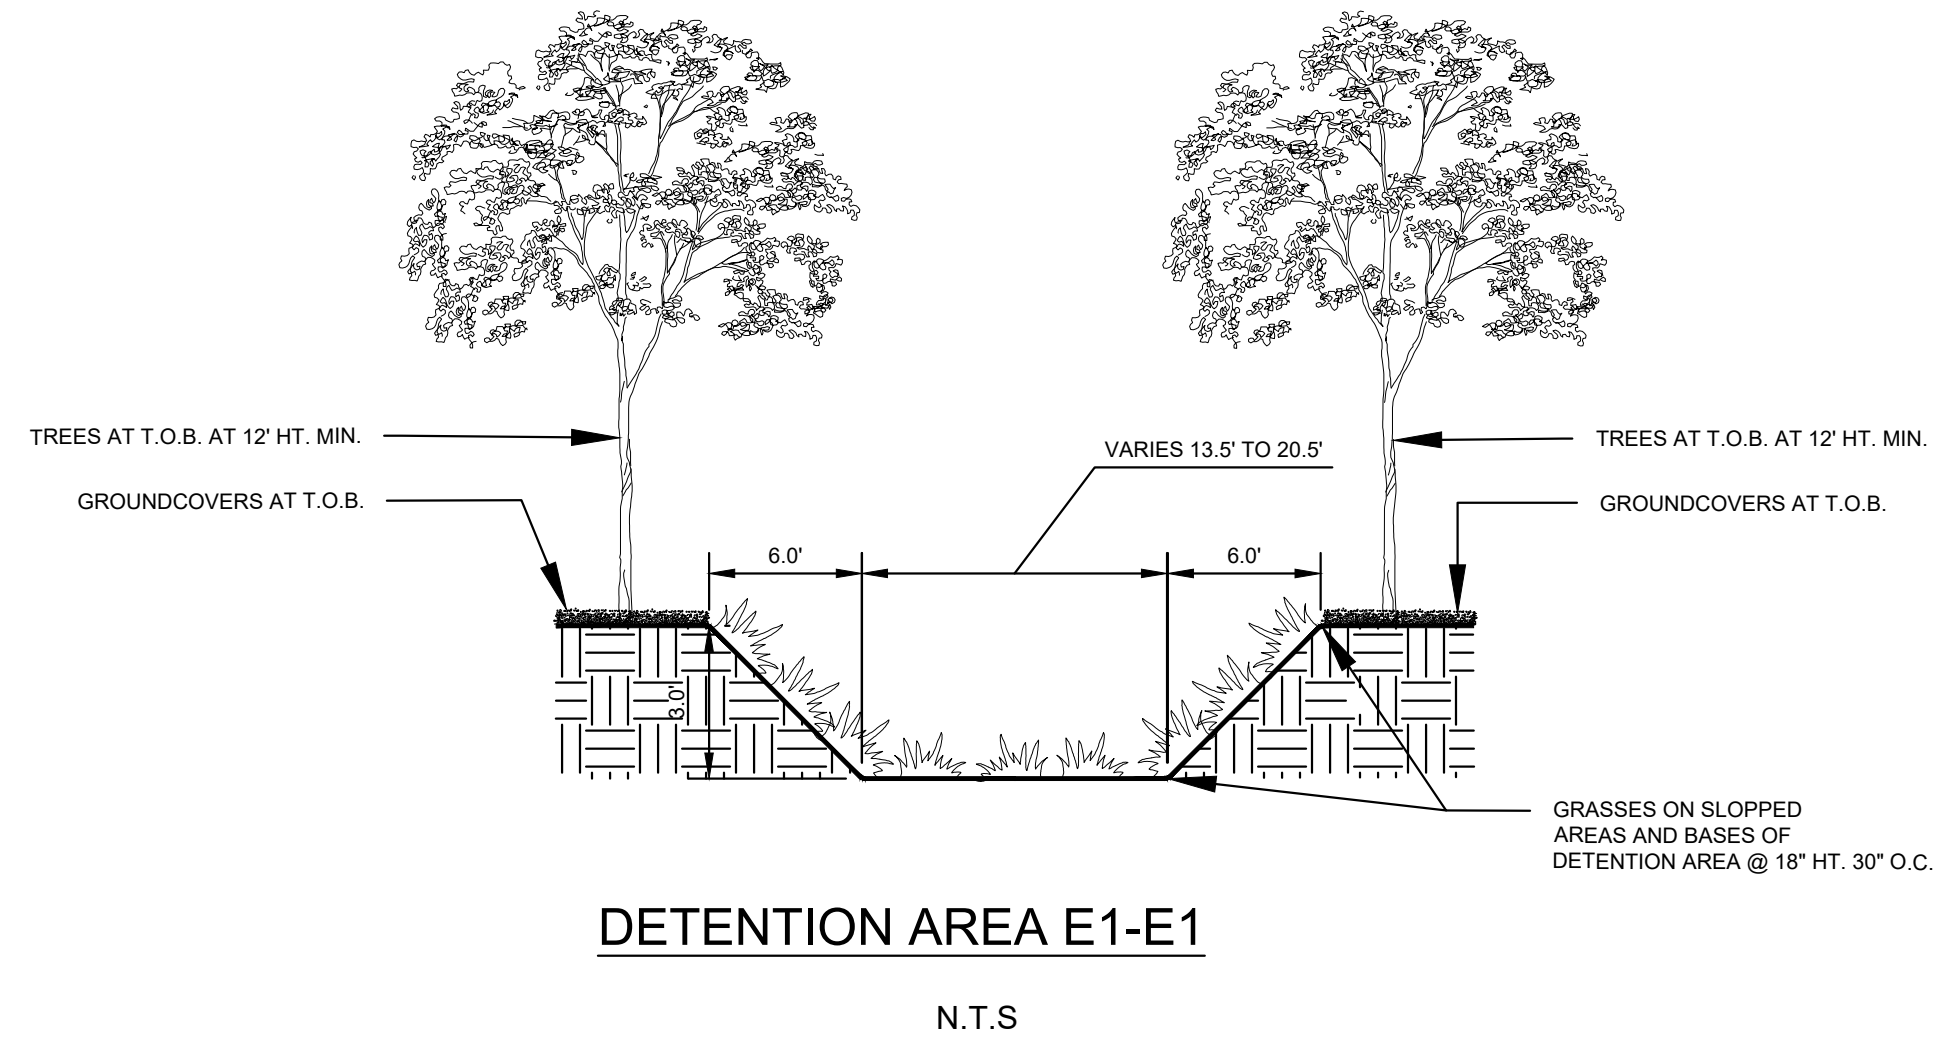 TREES AT T.O.B. AT 12' HT. MIN.
GROUNDCOVERS AT T.O.B.
VARIES 13.5' TO 20.5'
TREES AT T.O.B. AT 12' HT. MIN.
GROUNDCOVERS AT T.O.B.
6.0'
6.0'
3.0'
GRASSES ON SLOPPED
AREAS AND BASES OF
DETENTION AREA @ 18" HT. 30" O.C.
DETENTION AREA E1-E1
N.T.S